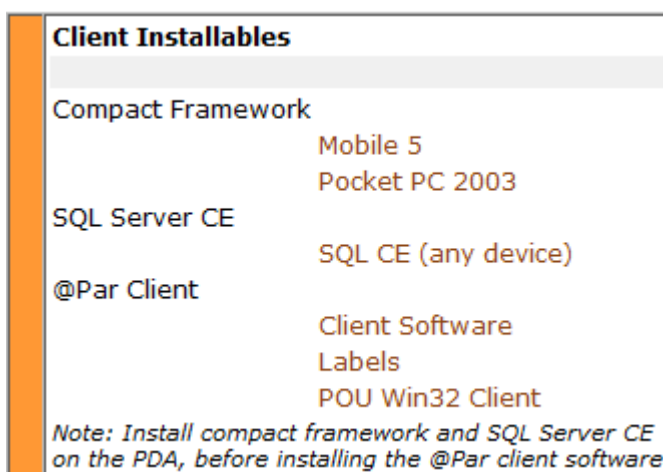 Client Installables
Compact Framework
Mobile 5
Pocket PC 2003
SQL Server CE
SQL CE (any device)
@Par Client
Client Software
Labels
POU Win32 Client
Note: Install compact framework and SQL Server CE
on the PDA, before installing the @Par client software